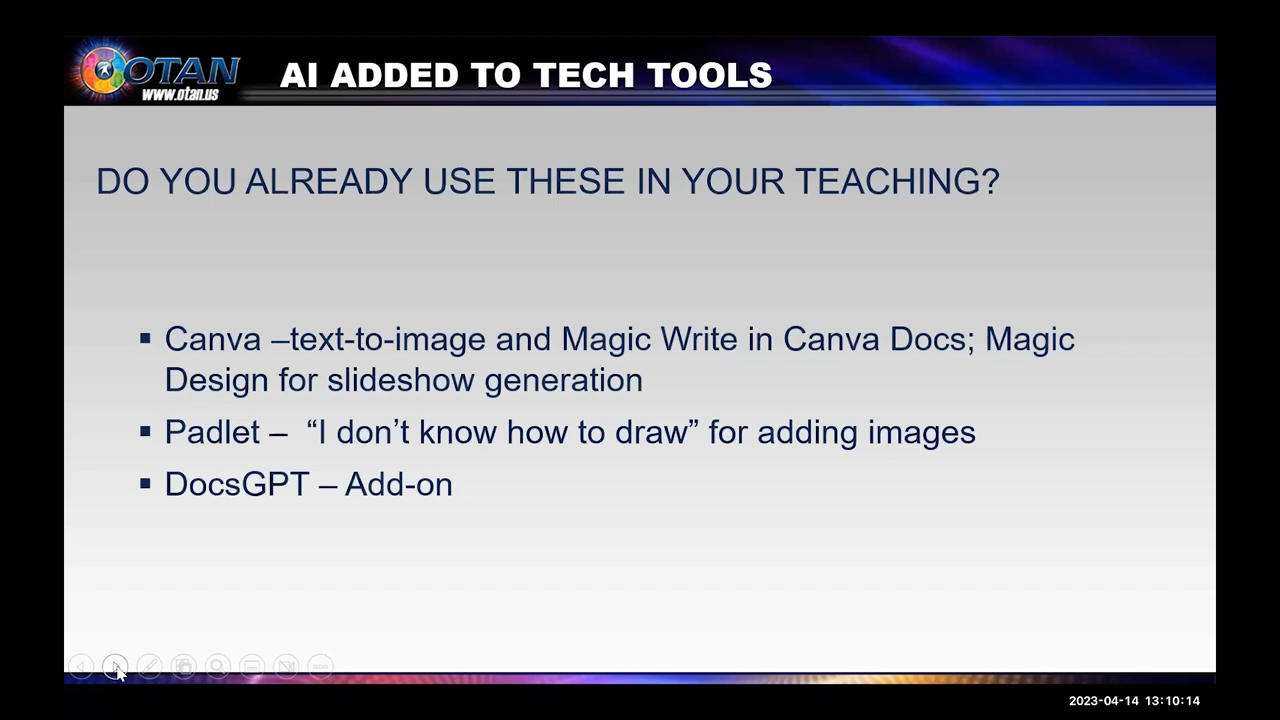 OTAN
www.otan.us
AI ADDED TO TECH TOOLS
DO YOU ALREADY USE THESE IN YOUR TEACHING?
▪ Canva –text-to-image and Magic Write in Canva Docs; Magic
Design for slideshow generation
▪ Padlet – “I don’t know how to draw” for adding images
▪ DocsGPT – Add-on
2023-04-14 13:10:14